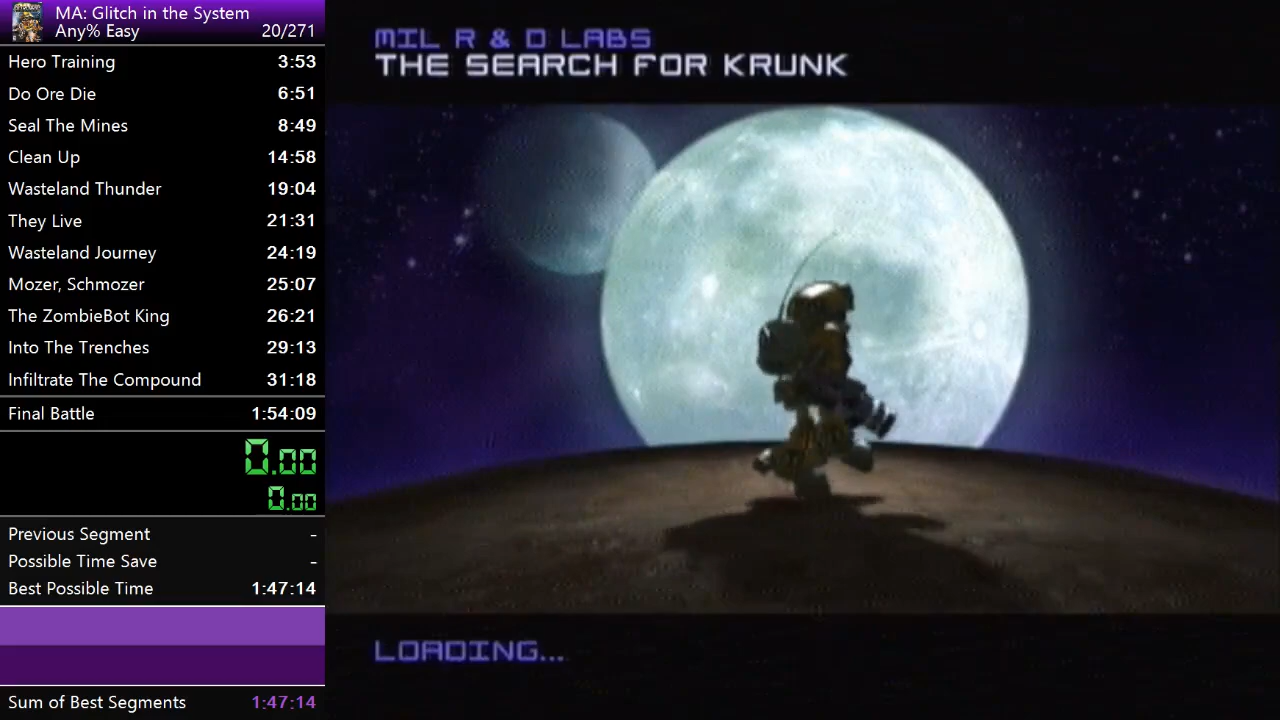 MA: Glitch in the System
Any% Easy 20/271
Hero Training 3:53
Do Ore Die 6:51
Seal The Mines 8:49
Clean Up 14:58
Wasteland Thunder 19:04
They Live 21:31
Wasteland Journey 24:19
Mozer, Schmozer 25:07
The ZombieBot King 26:21
Into The Trenches 29:13
Infiltrate The Compound 31:18
Final Battle 1:54:09
0.00
0.00
Previous Segment -
Possible Time Save -
Best Possible Time 1:47:14
Sum of Best Segments 1:47:14
MIL R & D LABS
THE SEARCH FOR KRUNK
LOADING...